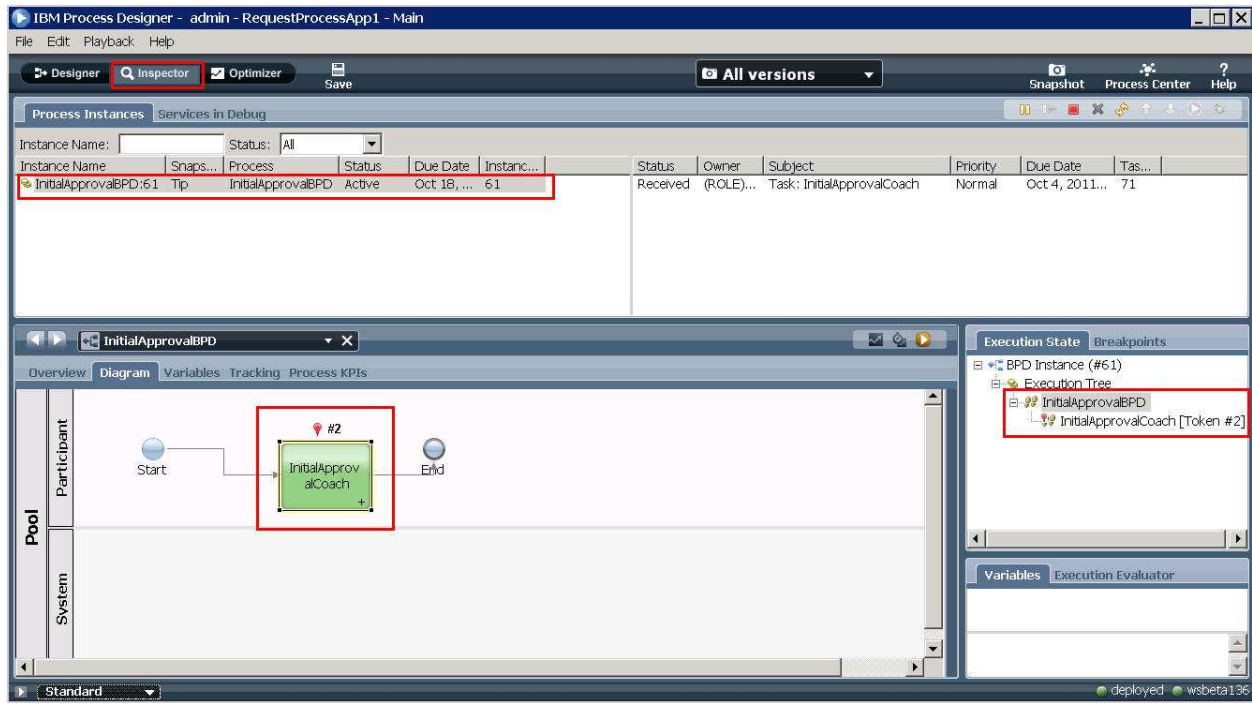 IBM Process Designer - admin - RequestProcessApp1 - Main
File Edit Playback Help
Designer Inspector Optimizer Save All versions Snapshot Process Center Help
Process Instances Services in Debug
Instance Name: Status: All
Instance Name Snaps... Process Status Due Date Instanc... Status Owner Subject Priority Due Date Tas...
InitialApprovalBPD:61 Tip InitialApprovalBPD Active Oct 18, ... 61 Received (ROLE)... Task: InitialApprovalCoach Normal Oct 4, 2011... 71
InitialApprovalBPD
Overview Diagram Variables Tracking Process KPIs
Pool
Participant
Start
#2
InitialApprov
alCoach
End
System
Execution State Breakpoints
BPD Instance (#61)
Execution Tree
InitialApprovalBPD
InitialApprovalCoach [Token #2]
Variables Execution Evaluator
Standard deployed wsbeta136